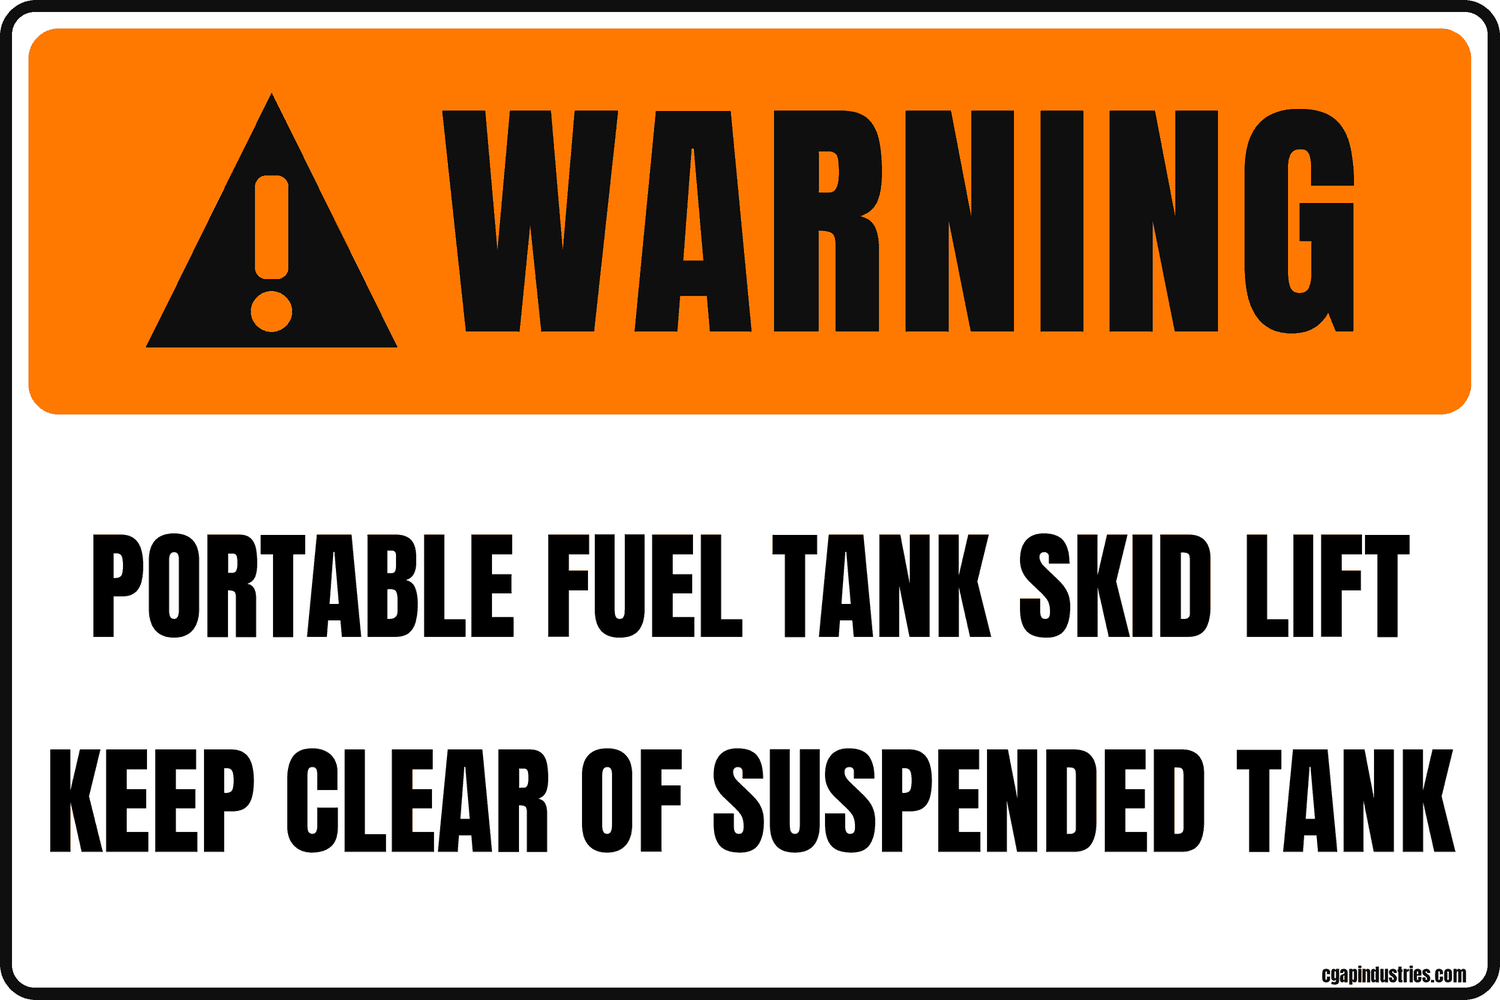 WARNING
PORTABLE FUEL TANK SKID LIFT
KEEP CLEAR OF SUSPENDED TANK
cgapindustries.com